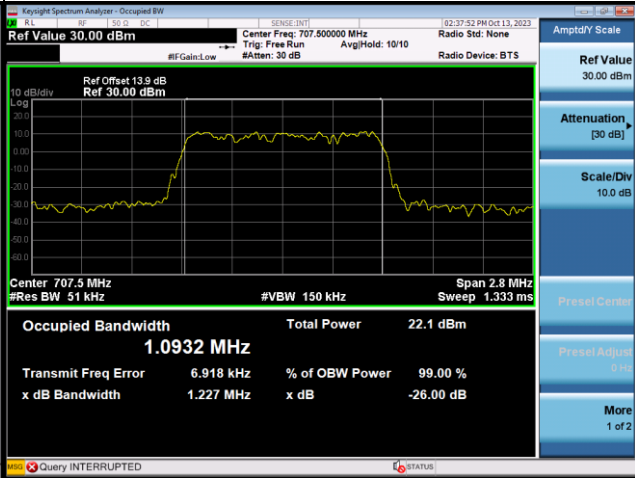 Keysight Spectrum Analyzer - Occupied BW
RL RF 50 Ω DC SENSE:INT 02:37:52 PM Oct 13, 2023
Ref Value 30.00 dBm
Center Freq: 707.500000 MHz
Radio Std: None
Trig: Free Run Avg|Hold: 10/10
#IFGain:Low #Atten: 30 dB Radio Device: BTS
Ref Offset 13.9 dB
10 dB/div Ref 30.00 dBm
Log
20.0
10.0
0.00
-10.0
-20.0
-30.0
-40.0
-50.0
-60.0
Center 707.5 MHz Span 2.8 MHz
#Res BW 51 kHz #VBW 150 kHz Sweep 1.333 ms
Occupied Bandwidth Total Power 22.1 dBm
1.0932 MHz
Transmit Freq Error 6.918 kHz % of OBW Power 99.00 %
x dB Bandwidth 1.227 MHz x dB -26.00 dB
MSG Query INTERRUPTED STATUS
Amptd/Y Scale
Ref Value
30.00 dBm
Attenuation
[30 dB]
Scale/Div
10.0 dB
Presel Center
Presel Adjust
0 Hz
More
1 of 2